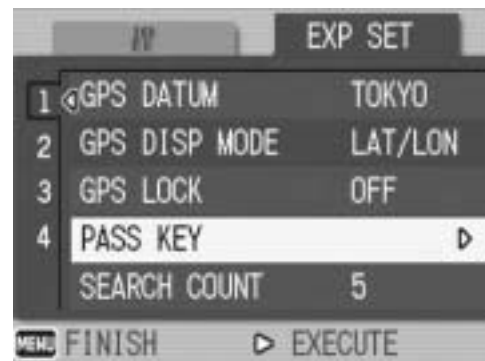 EXP SET
1 GPS DATUM TOKYO
2 GPS DISP MODE LAT/LON
3 GPS LOCK OFF
4 PASS KEY
SEARCH COUNT 5
MENU FINISH EXECUTE